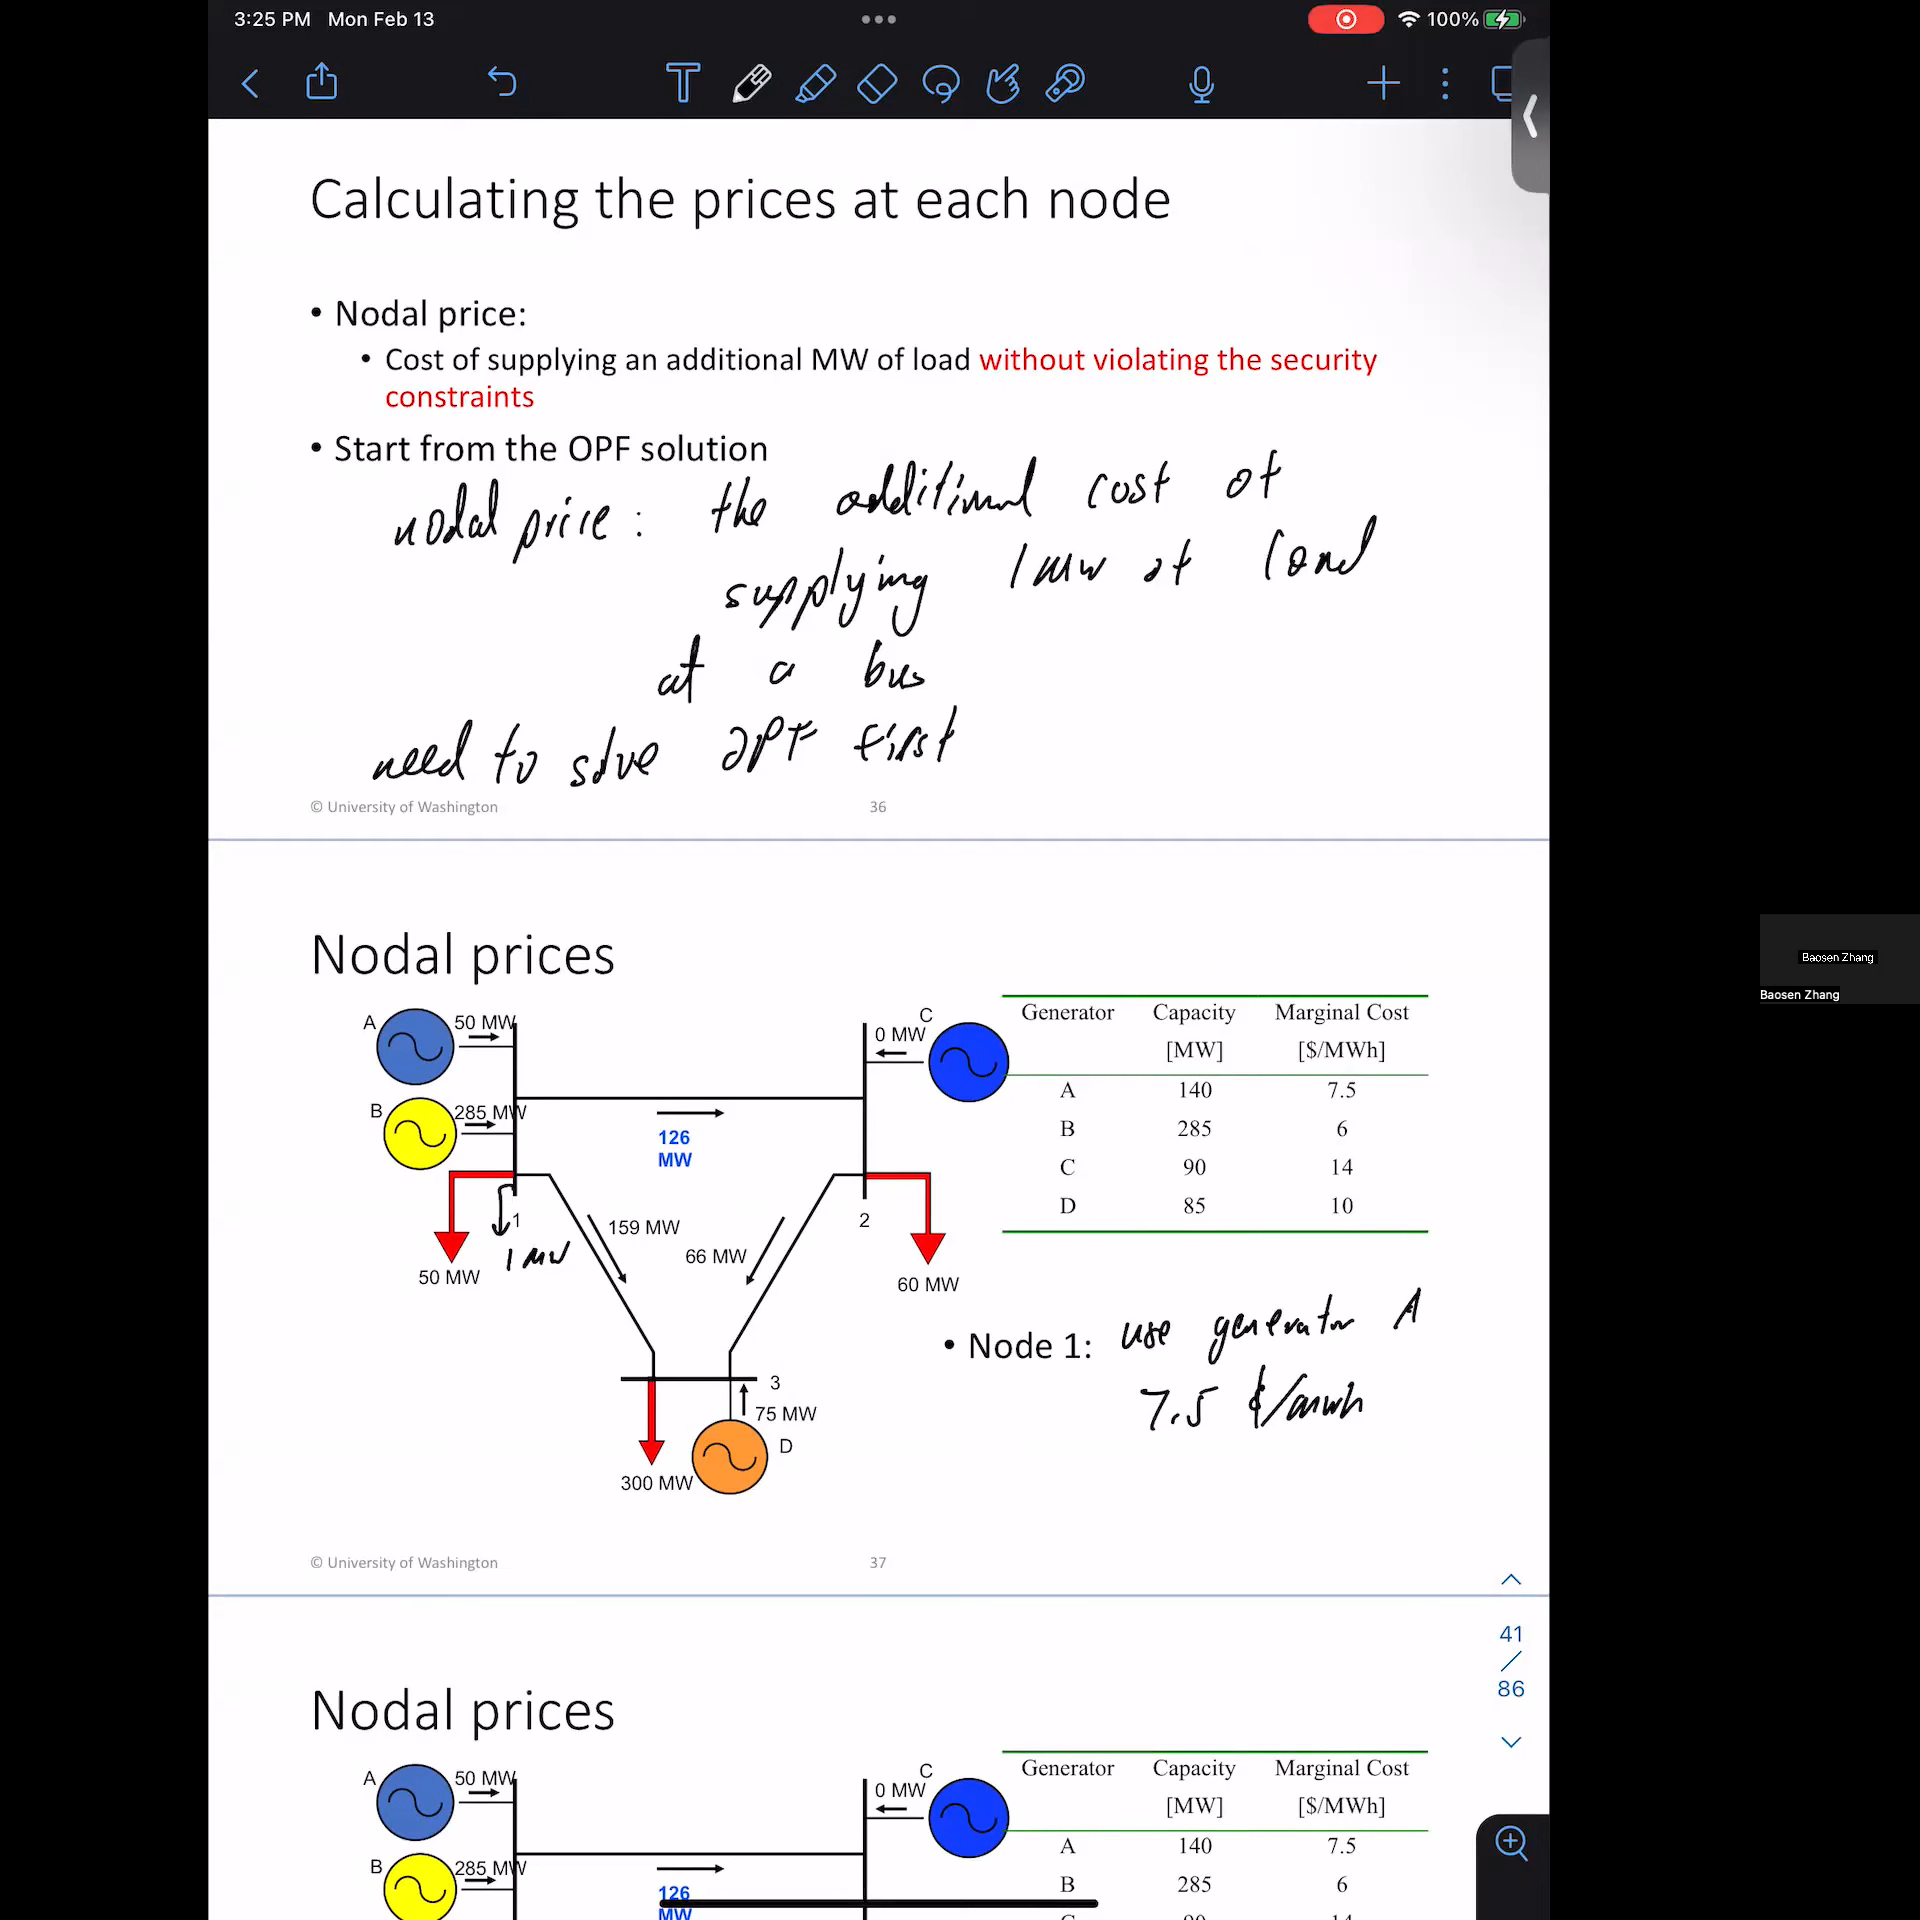 3:25 PM Mon Feb 13
100%
Calculating the prices at each node
• Nodal price:
• Cost of supplying an additional MW of load without violating the security
constraints
• Start from the OPF solution
nodal price: the additional cost of
supplying 1 MW of load
at a bus
need to solve OPF first
© University of Washington 36
Nodal prices
A 50 MW
B 285 MW
C 0 MW
126
MW
159 MW
66 MW
1
2
50 MW
1 MW
60 MW
3
75 MW
D
300 MW
Generator Capacity Marginal Cost
[MW] [$/MWh]
A 140 7.5
B 285 6
C 90 14
D 85 10
• Node 1: use generator A
7.5 $/mwh
© University of Washington 37
41
/
86
Nodal prices
A 50 MW
B 285 MW
C 0 MW
126
MW
Generator Capacity Marginal Cost
[MW] [$/MWh]
A 140 7.5
B 285 6
Baosen Zhang
Baosen Zhang